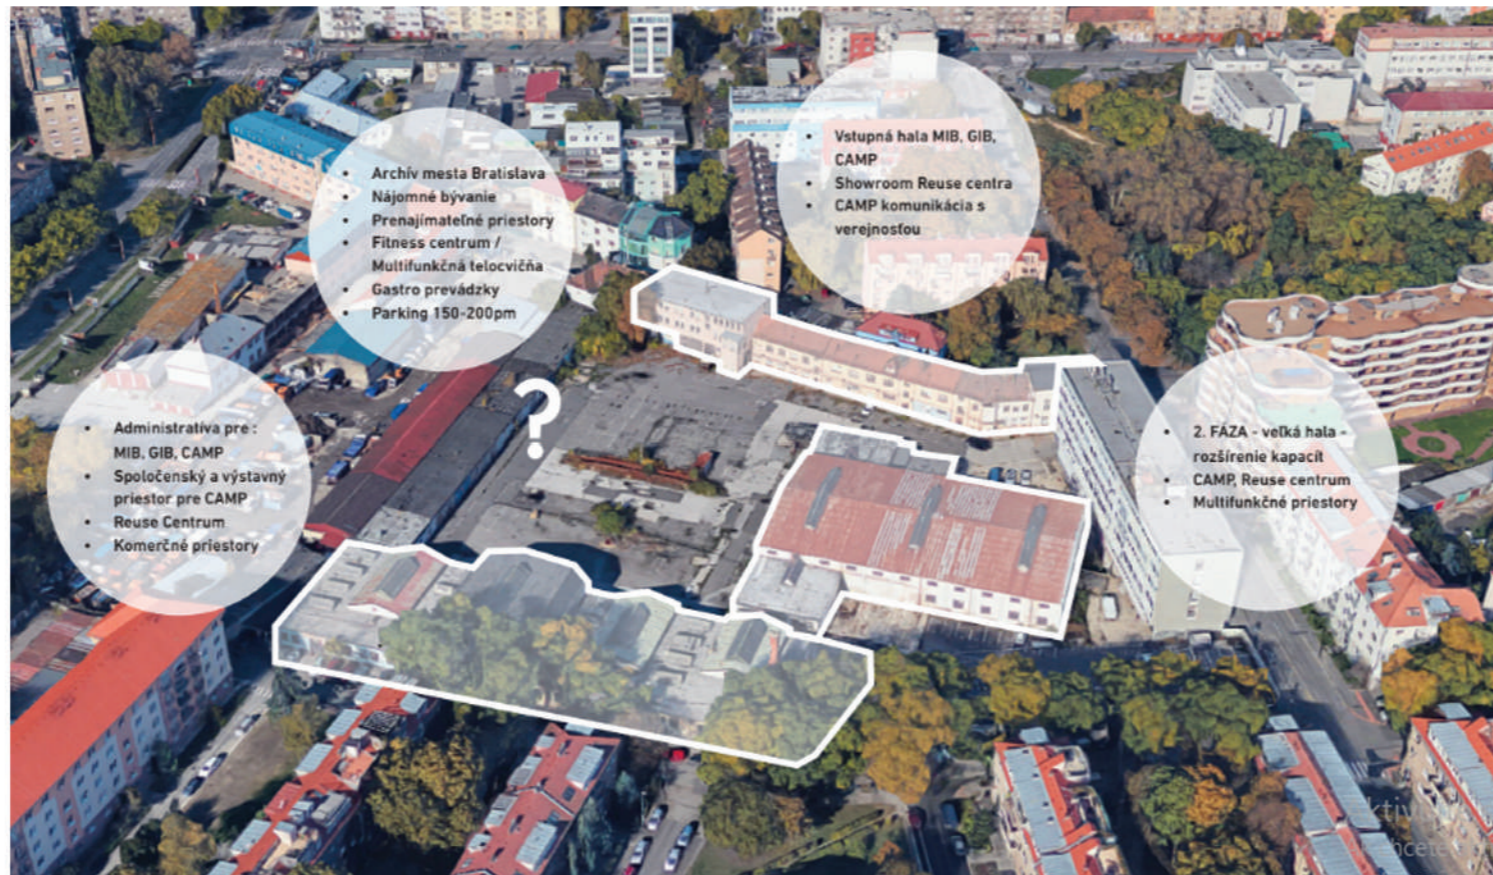 • Vstupná hala MIB, GIB,
CAMP
• Showroom Reuse centra
• CAMP komunikácia s
verejnosťou
• Archív mesta Bratislava
• Nájomné bývanie
• Prenajímateľné priestory
• Fitness centrum /
Multifunkčná telocvičňa
• Gastro prevádzky
• Parking 150-200pm
?
• Administratíva pre :
MIB, GIB, CAMP
• Spoločenský a výstavný
priestor pre CAMP
• Reuse Centrum
• Komerčné priestory
• 2. FÁZA - veľká hala -
rozšírenie kapacít
• CAMP, Reuse centrum
• Multifunkčné priestory